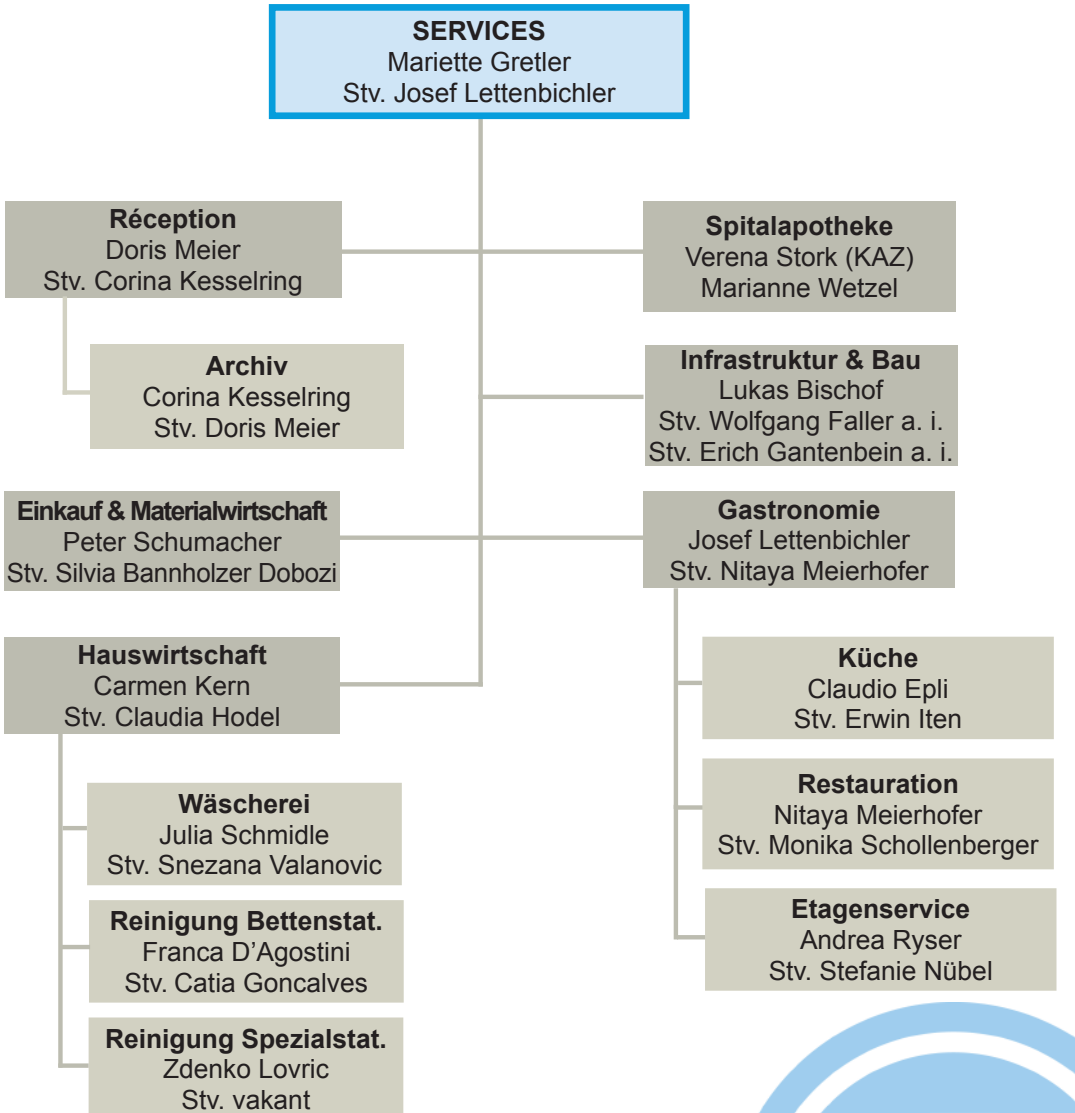 SERVICES
Mariette Gretler
Stv. Josef Lettenbichler
Réception
Doris Meier
Stv. Corina Kesselring
Archiv
Corina Kesselring
Stv. Doris Meier
Einkauf & Materialwirtschaft
Peter Schumacher
Stv. Silvia Bannholzer Dobozi
Hauswirtschaft
Carmen Kern
Stv. Claudia Hodel
Wäscherei
Julia Schmidle
Stv. Snezana Valanovic
Reinigung Bettenstat.
Franca D'Agostini
Stv. Catia Goncalves
Reinigung Spezialstat.
Zdenko Lovric
Stv. vakant
Spitalapotheke
Verena Stork (KAZ)
Marianne Wetzel
Infrastruktur & Bau
Lukas Bischof
Stv. Wolfgang Faller a. i.
Stv. Erich Gantenbein a. i.
Gastronomie
Josef Lettenbichler
Stv. Nitaya Meierhofer
Küche
Claudio Epli
Stv. Erwin Iten
Restauration
Nitaya Meierhofer
Stv. Monika Schollenberger
Etagenservice
Andrea Ryser
Stv. Stefanie Nübel